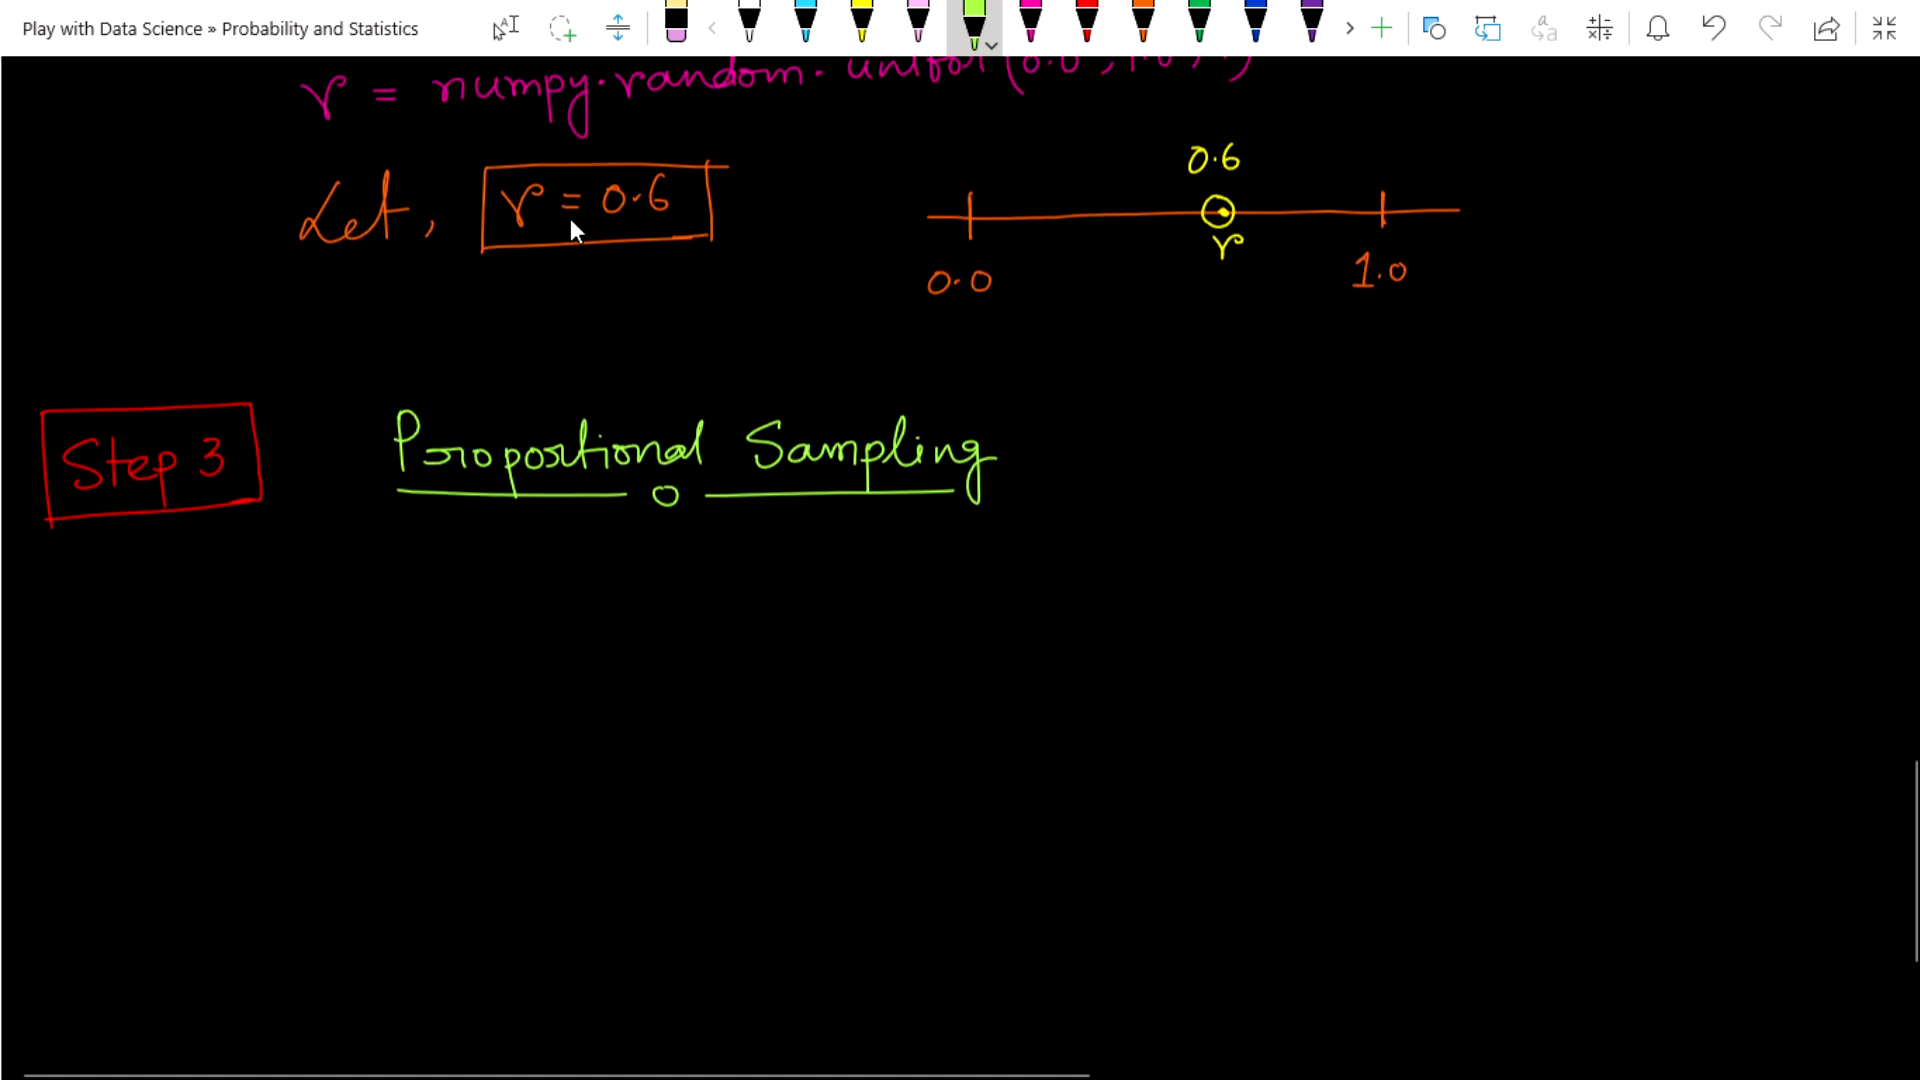 Play with Data Science » Probability and Statistics
r = numpy.random.
Let, r = 0.6
0.6
r
0.0 1.0
Step 3 Proportional Sampling